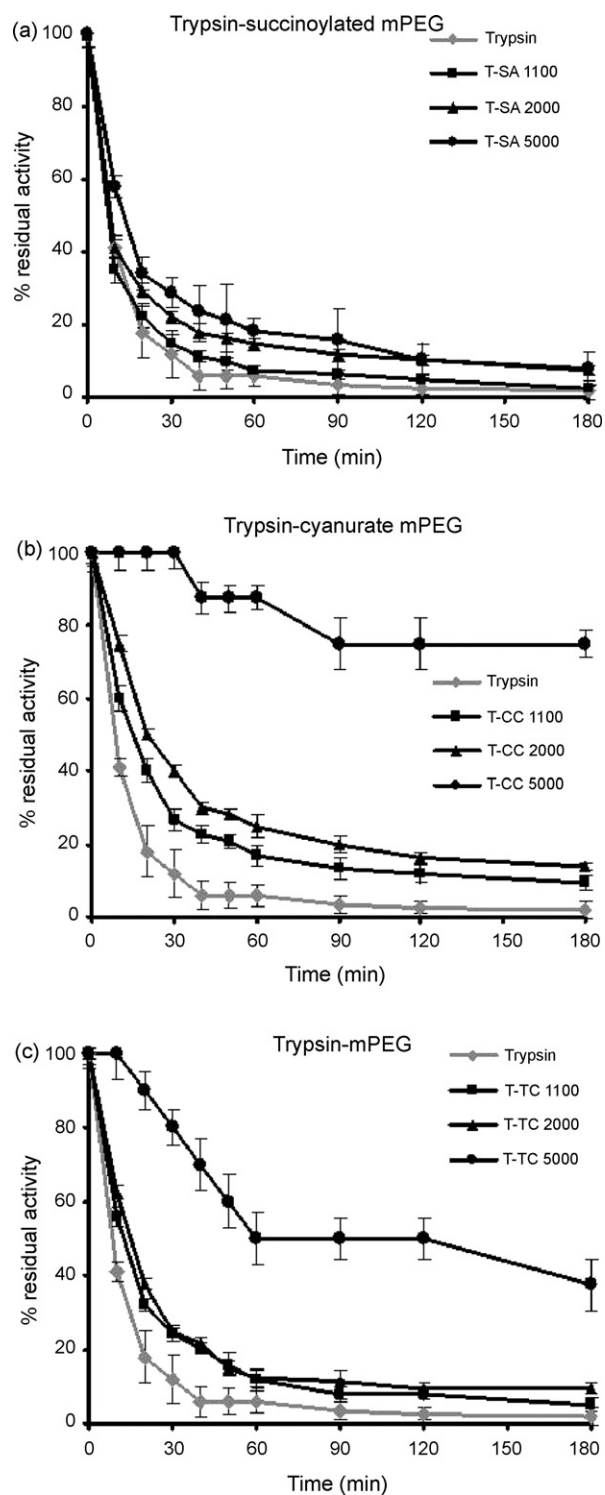 (a)
Trypsin-succinoylated mPEG
Trypsin
T-SA 1100
T-SA 2000
T-SA 5000
% residual activity
100
80
60
40
20
0
0 30 60 90 120 150 180
Time (min)
(b)
Trypsin-cyanurate mPEG
Trypsin
T-CC 1100
T-CC 2000
T-CC 5000
% residual activity
100
80
60
40
20
0
0 30 60 90 120 150 180
Time (min)
(c)
Trypsin-mPEG
Trypsin
T-TC 1100
T-TC 2000
T-TC 5000
% residual activity
100
80
60
40
20
0
0 30 60 90 120 150 180
Time (min)